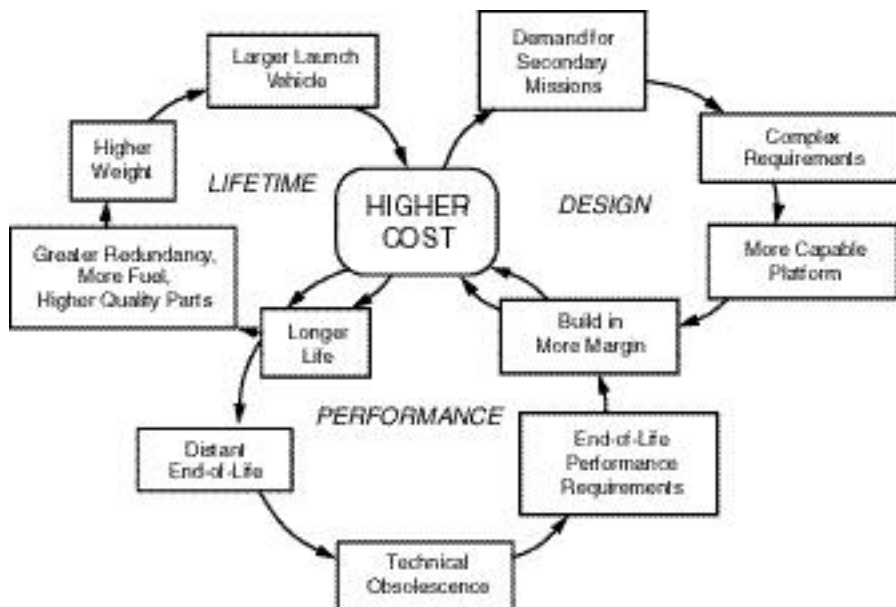 Larger Launch
Vehicle
Demand for
Secondary
Missions
Higher
Weight
LIFETIME
HIGHER
COST
DESIGN
Complex
Requirements
Greater Redundancy,
More Fuel,
Higher Quality Parts
More Capable
Platform
Longer
Life
Build in
More Margin
PERFORMANCE
Distant
End-of-Life
End-of-Life
Performance
Requirements
Technical
Obsolescence